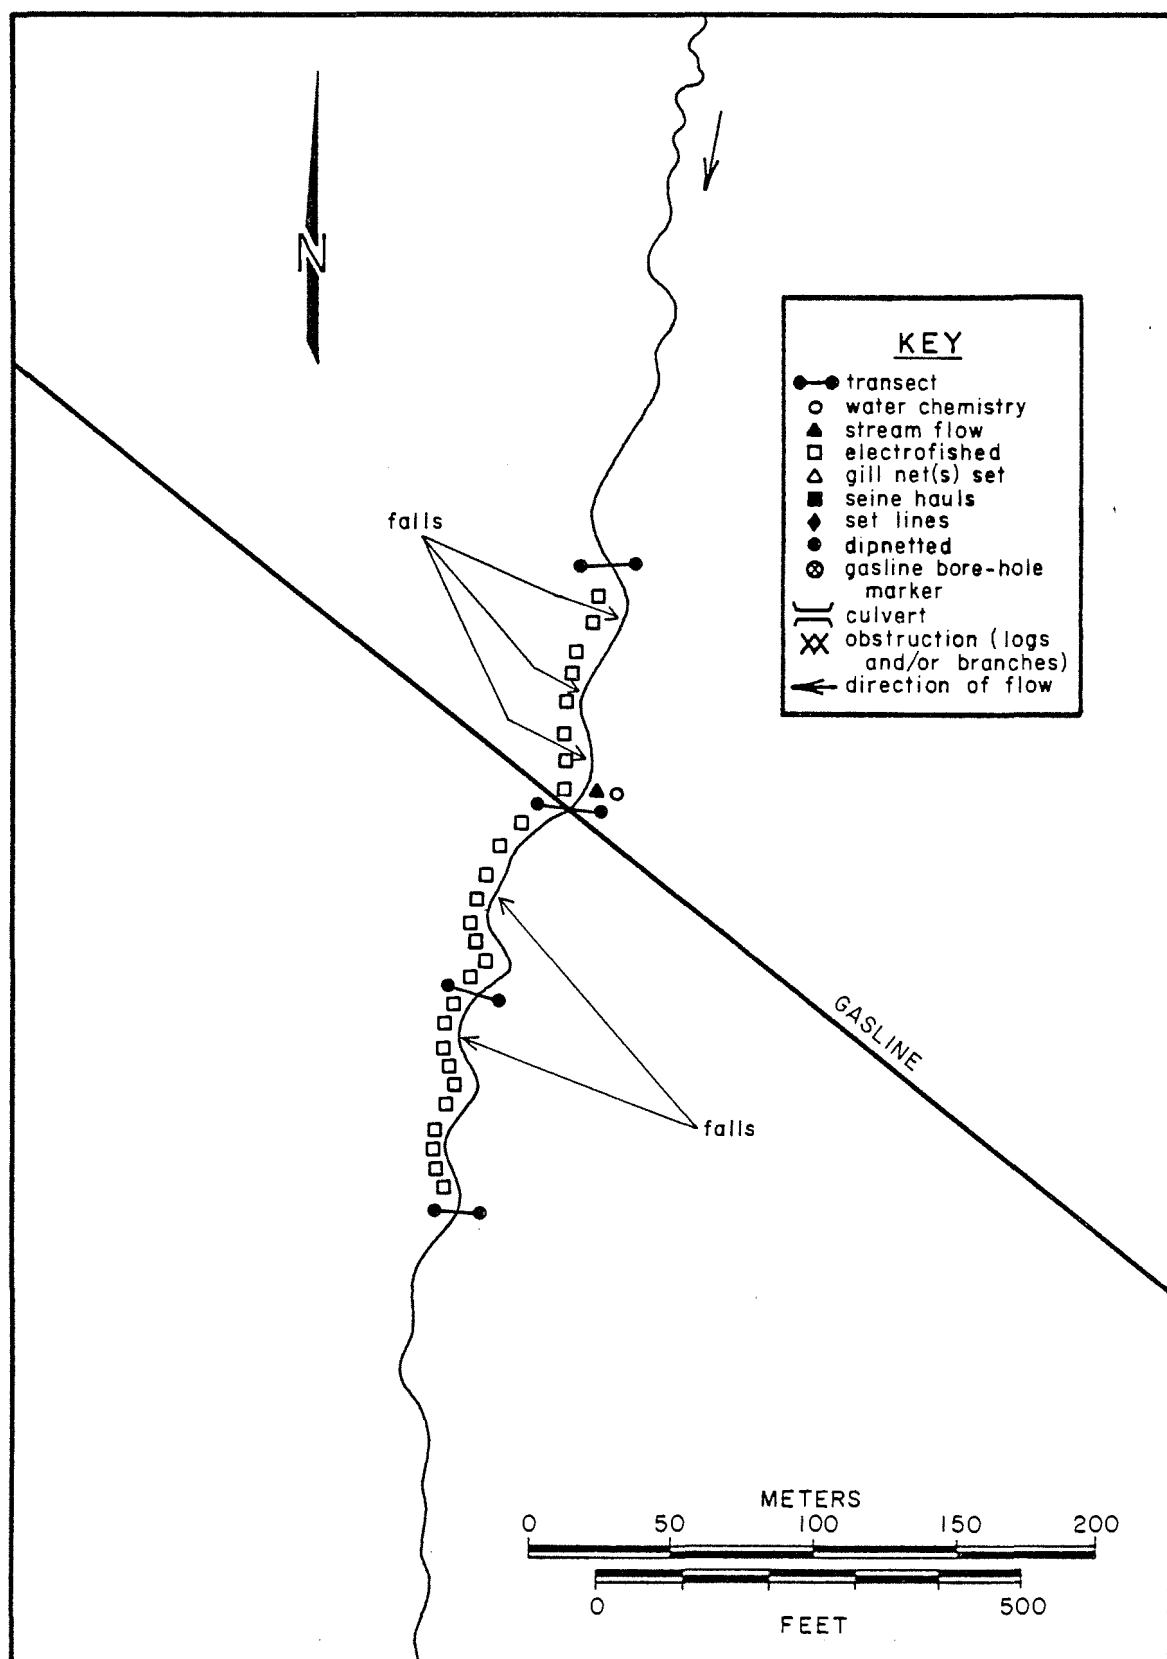 N
KEY
transect
water chemistry
stream flow
electrofished
gill net(s) set
seine hauls
set lines
dipnetted
gasline bore-hole
marker
culvert
obstruction (logs
and/or branches)
direction of flow
falls
GASLINE
falls
METERS
0 50 100 150 200
0 500
FEET